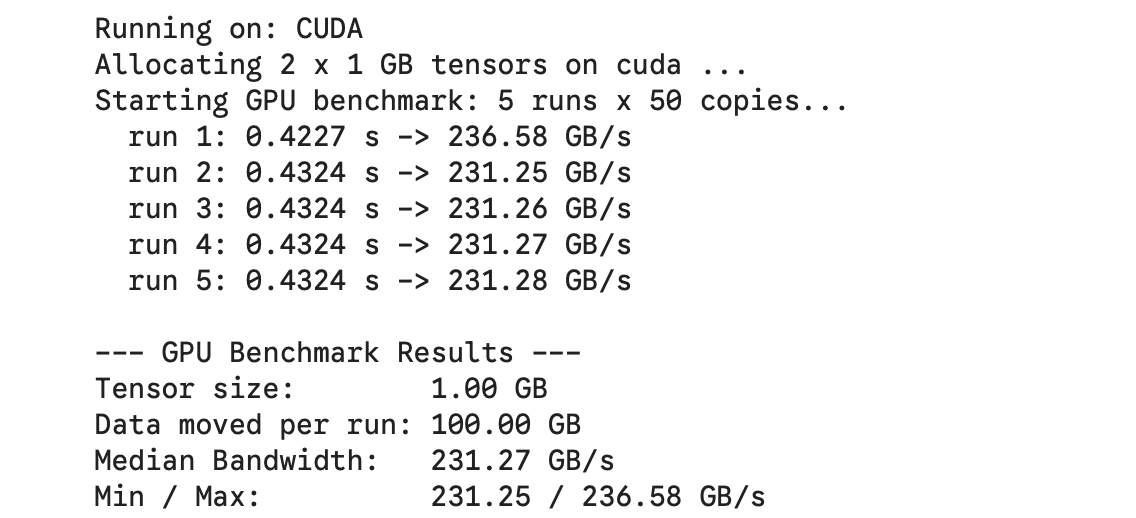 Running on: CUDA
Allocating 2 x 1 GB tensors on cuda ...
Starting GPU benchmark: 5 runs x 50 copies...
  run 1: 0.4227 s -> 236.58 GB/s
  run 2: 0.4324 s -> 231.25 GB/s
  run 3: 0.4324 s -> 231.26 GB/s
  run 4: 0.4324 s -> 231.27 GB/s
  run 5: 0.4324 s -> 231.28 GB/s

--- GPU Benchmark Results ---
Tensor size:        1.00 GB
Data moved per run: 100.00 GB
Median Bandwidth:   231.27 GB/s
Min / Max:          231.25 / 236.58 GB/s